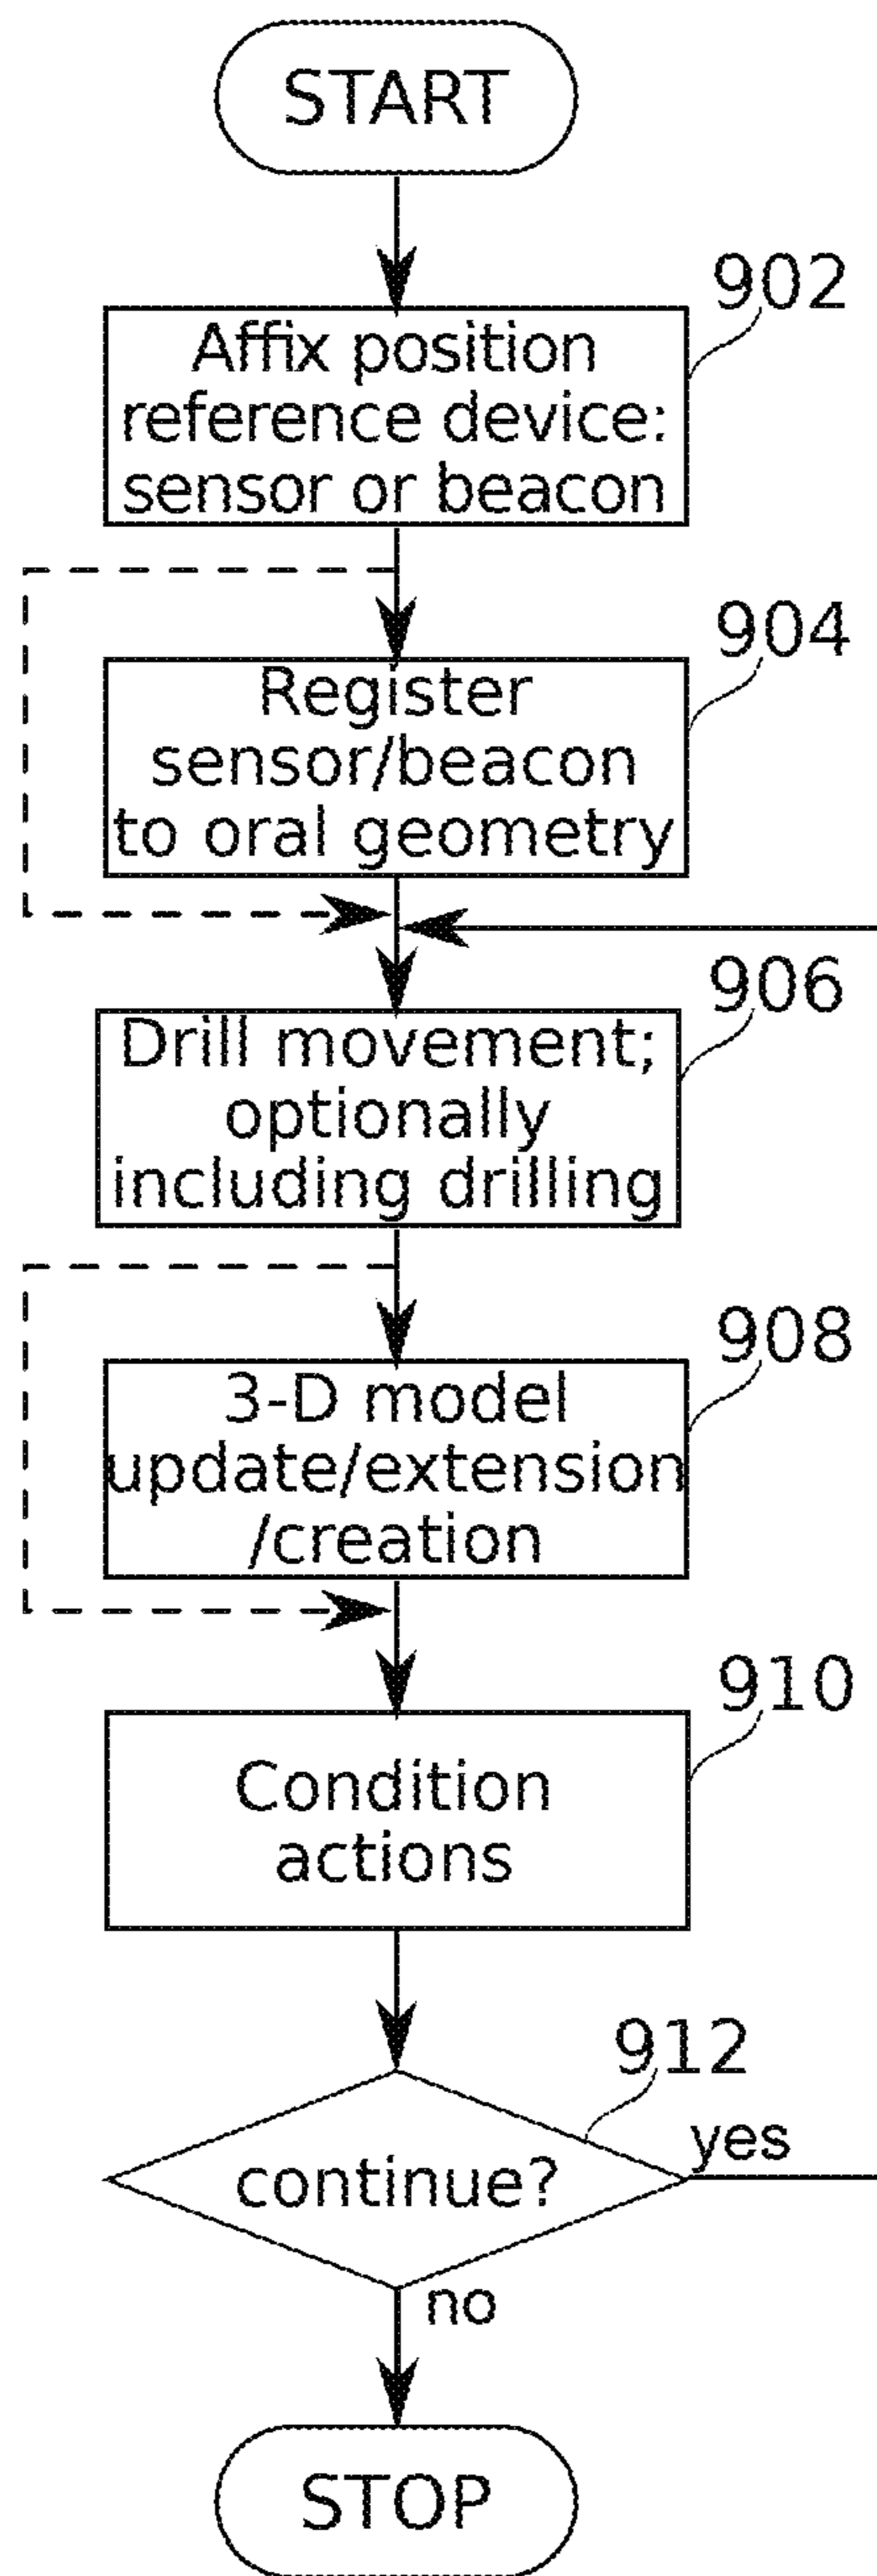 START
902
Affix position
reference device:
sensor or beacon
904
Register
sensor/beacon
to oral geometry
906
Drill movement;
optionally
including drilling
908
3-D model
update/extension
/creation
910
Condition
actions
912
continue?
yes
no
STOP